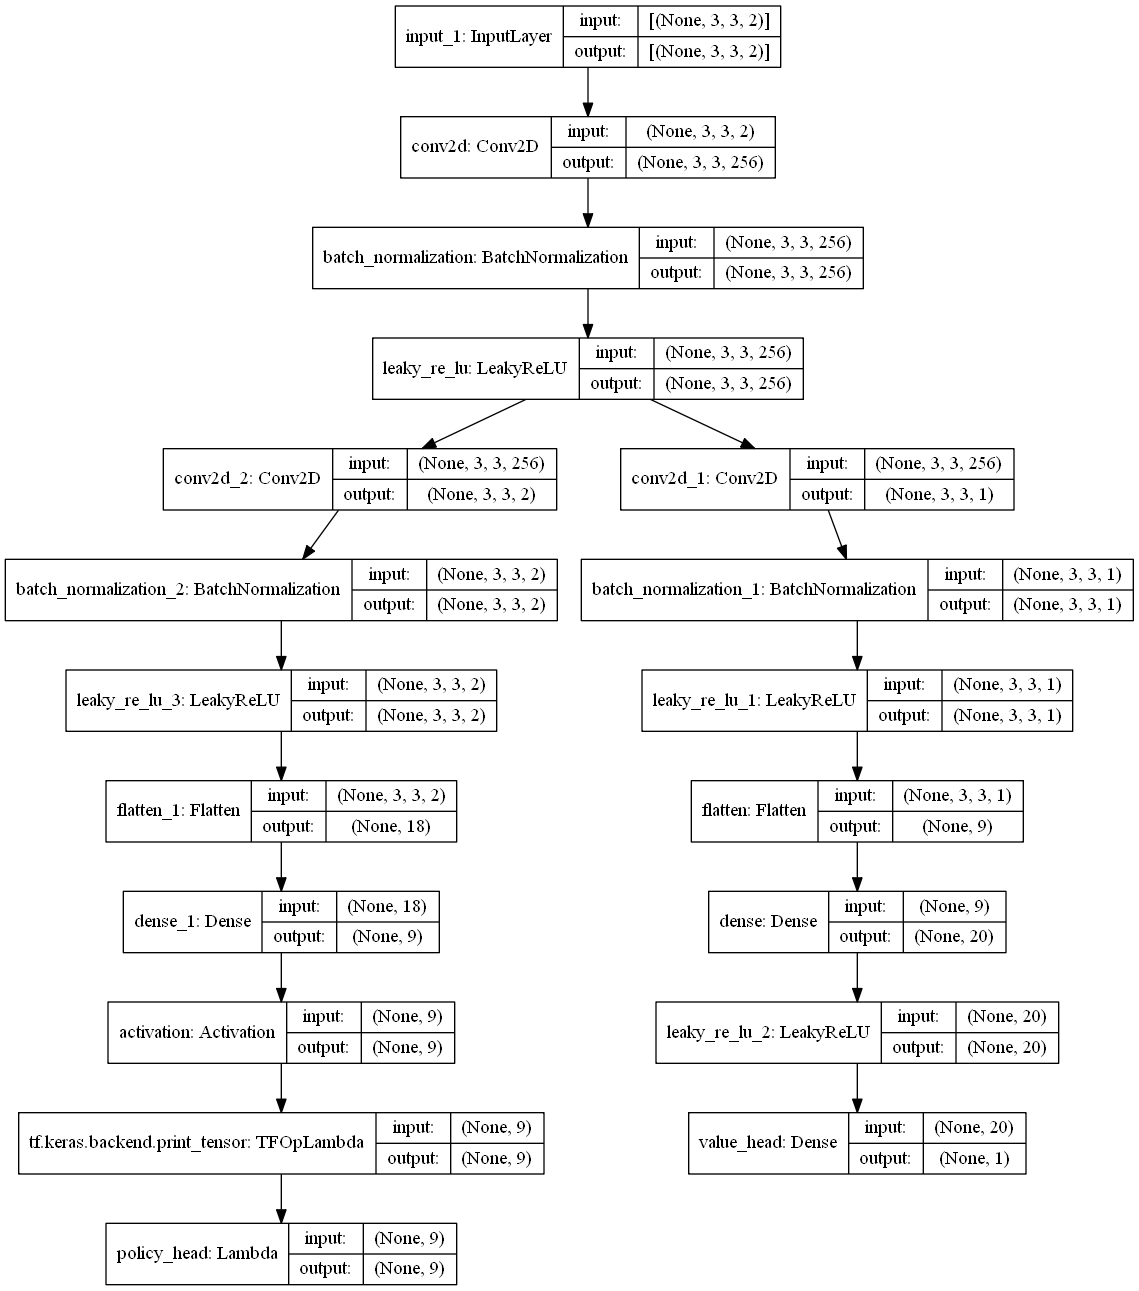 input_1: InputLayer
input: [(None, 3, 3, 2)]
output: [(None, 3, 3, 2)]
conv2d: Conv2D
input: (None, 3, 3, 2)
output: (None, 3, 3, 256)
batch_normalization: BatchNormalization
input: (None, 3, 3, 256)
output: (None, 3, 3, 256)
leaky_re_lu: LeakyReLU
input: (None, 3, 3, 256)
output: (None, 3, 3, 256)
conv2d_2: Conv2D
input: (None, 3, 3, 256)
output: (None, 3, 3, 2)
conv2d_1: Conv2D
input: (None, 3, 3, 256)
output: (None, 3, 3, 1)
batch_normalization_2: BatchNormalization
input: (None, 3, 3, 2)
output: (None, 3, 3, 2)
batch_normalization_1: BatchNormalization
input: (None, 3, 3, 1)
output: (None, 3, 3, 1)
leaky_re_lu_3: LeakyReLU
input: (None, 3, 3, 2)
output: (None, 3, 3, 2)
leaky_re_lu_1: LeakyReLU
input: (None, 3, 3, 1)
output: (None, 3, 3, 1)
flatten_1: Flatten
input: (None, 3, 3, 2)
output: (None, 18)
flatten: Flatten
input: (None, 3, 3, 1)
output: (None, 9)
dense_1: Dense
input: (None, 18)
output: (None, 9)
dense: Dense
input: (None, 9)
output: (None, 20)
activation: Activation
input: (None, 9)
output: (None, 9)
leaky_re_lu_2: LeakyReLU
input: (None, 20)
output: (None, 20)
tf.keras.backend.print_tensor: TFOpLambda
input: (None, 9)
output: (None, 9)
value_head: Dense
input: (None, 20)
output: (None, 1)
policy_head: Lambda
input: (None, 9)
output: (None, 9)